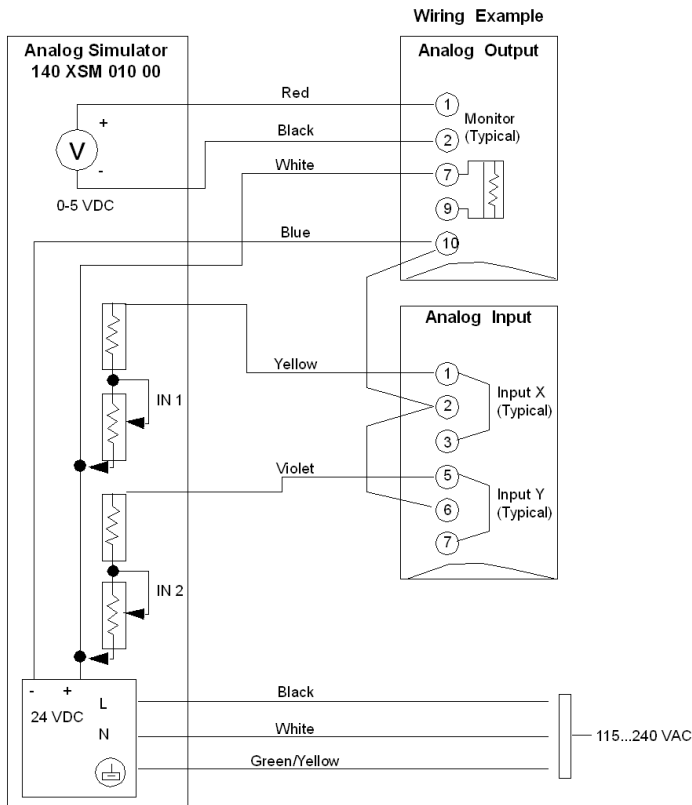 Wiring Example
Analog Simulator
140 XSM 010 00
Analog Output
Red
1
+
Monitor
(Typical)
Black
2
V
White
7
-
0-5 VDC
9
Blue
10
Analog Input
Yellow
1
Input X
(Typical)
IN 1
2
3
Violet
5
Input Y
(Typical)
6
7
IN 2
- +
24 VDC
L
Black
N
White
115...240 VAC
Green/Yellow